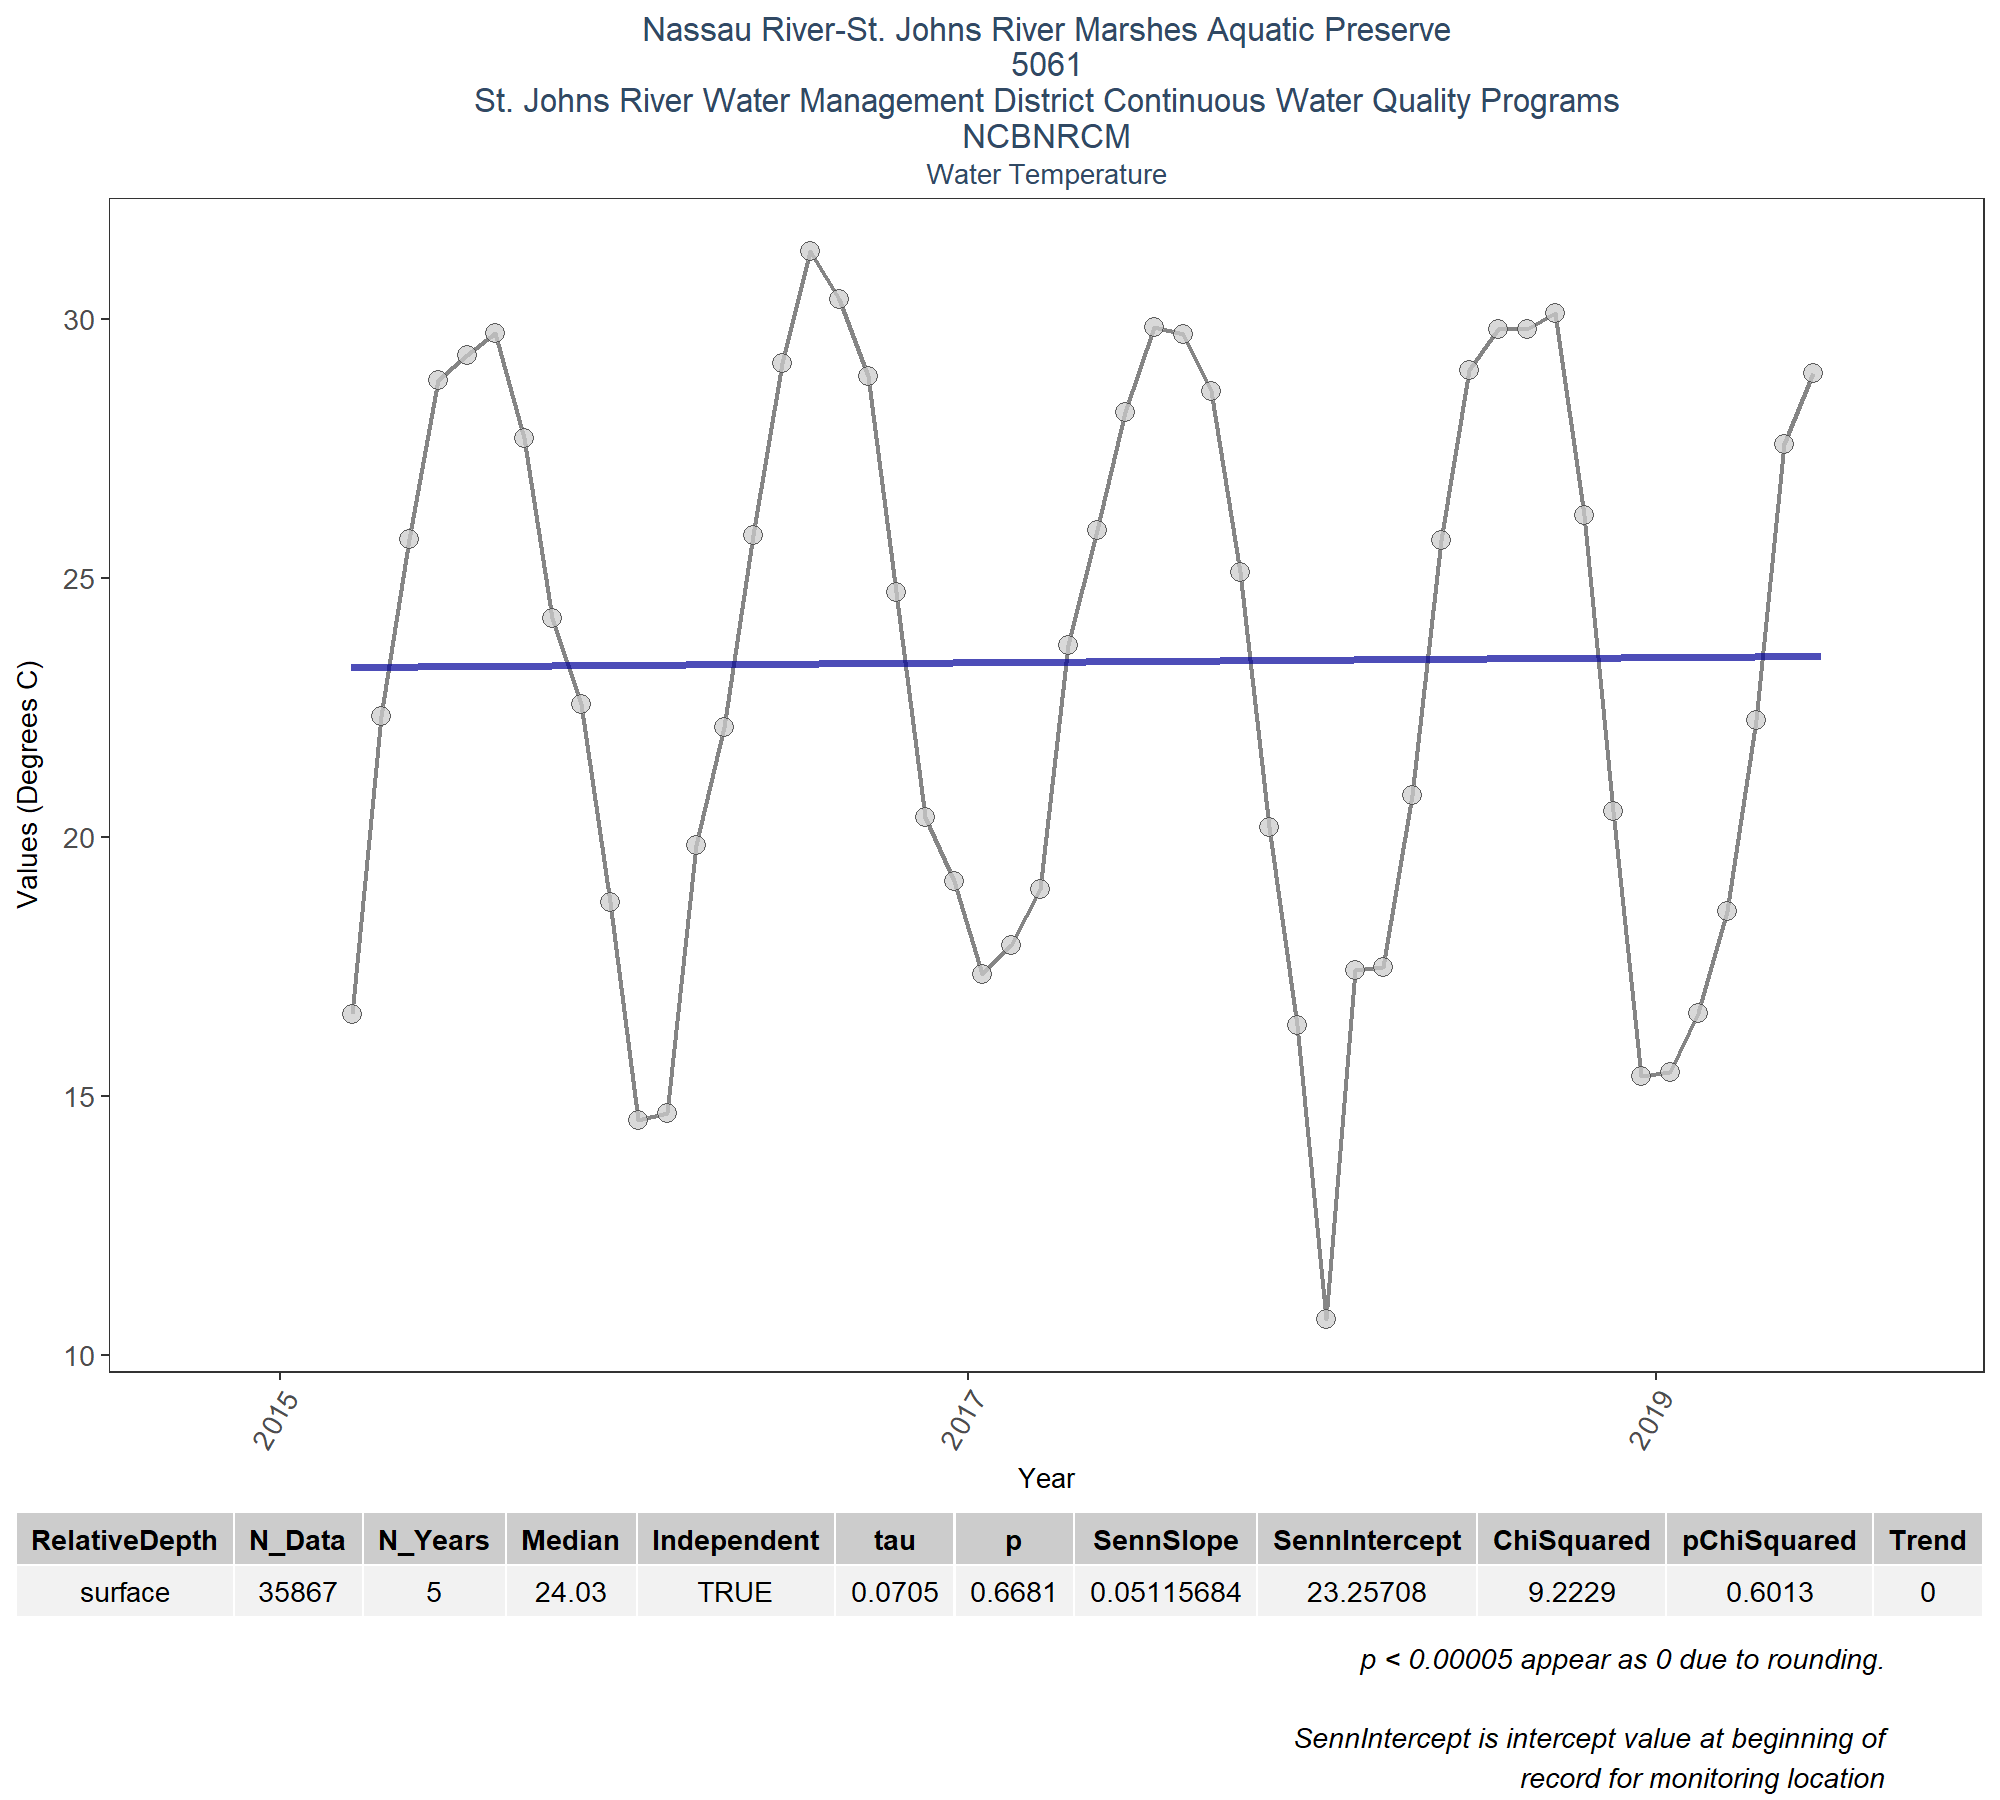 Nassau River-St. Johns River Marshes Aquatic Preserve
5061
St. Johns River Water Management District Continuous Water Quality Programs
NCBNRCM
Water Temperature
Values (Degrees C)
30
25
20
15
10
2015
2017
2019
Year
RelativeDepth N_Data N_Years Median Independent tau p SennSlope SennIntercept ChiSquared pChiSquared Trend
surface 35867 5 24.03 TRUE 0.0705 0.6681 0.05115684 23.25708 9.2229 0.6013 0
p < 0.00005 appear as 0 due to rounding.
SennIntercept is intercept value at beginning of
record for monitoring location